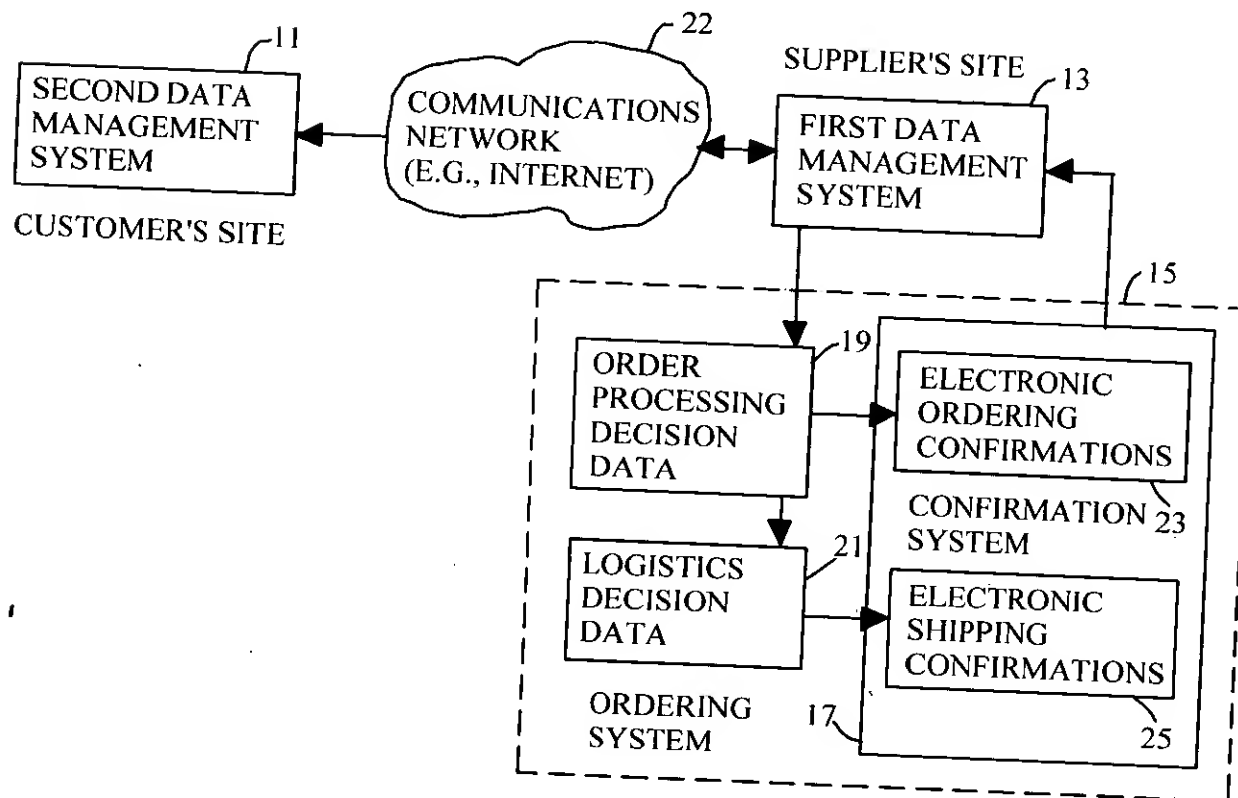 11
SECOND DATA
MANAGEMENT
SYSTEM
CUSTOMER'S SITE
22
COMMUNICATIONS
NETWORK
(E.G., INTERNET)
SUPPLIER'S SITE
13
FIRST DATA
MANAGEMENT
SYSTEM
15
19
ORDER
PROCESSING
DECISION
DATA
ELECTRONIC
ORDERING
CONFIRMATIONS
23
CONFIRMATION
SYSTEM
21
LOGISTICS
DECISION
DATA
ELECTRONIC
SHIPPING
CONFIRMATIONS
25
17
ORDERING
SYSTEM